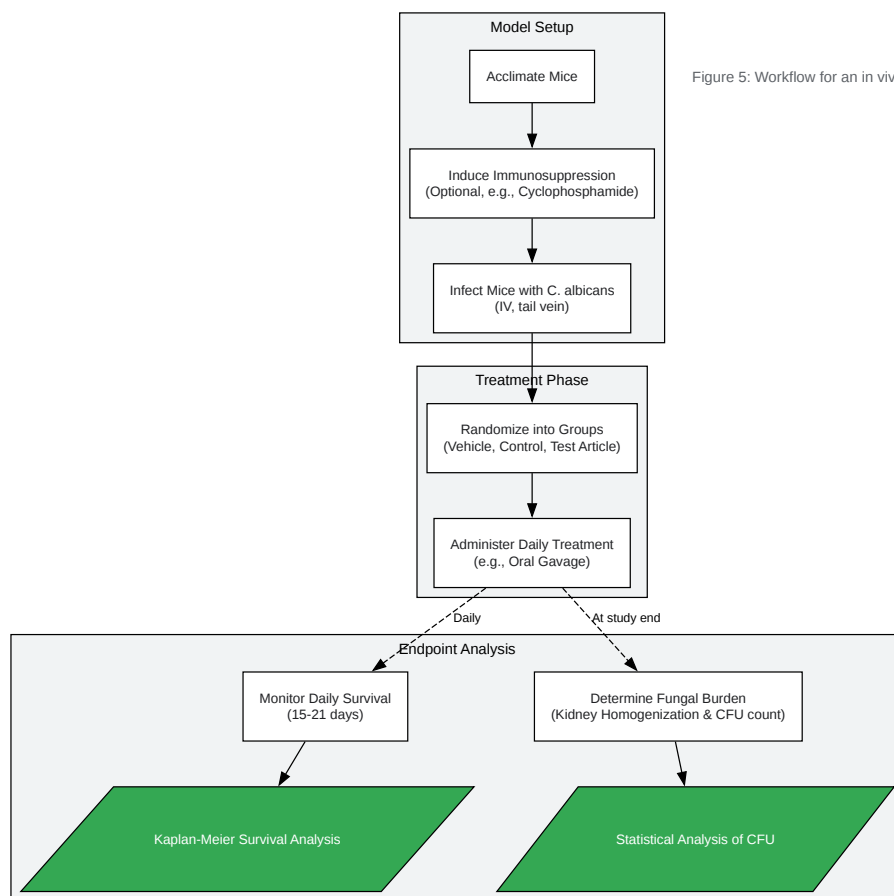 Model Setup
Acclimate Mice
Figure 5: Workflow for an in viv
Induce Immunosuppression
(Optional, e.g., Cyclophosphamide)
Infect Mice with C. albicans
(IV, tail vein)
Treatment Phase
Randomize into Groups
(Vehicle, Control, Test Article)
Administer Daily Treatment
(e.g., Oral Gavage)
Daily
At study end
Endpoint Analysis
Monitor Daily Survival
(15-21 days)
Determine Fungal Burden
(Kidney Homogenization & CFU count)
Kaplan-Meier Survival Analysis
Statistical Analysis of CFU